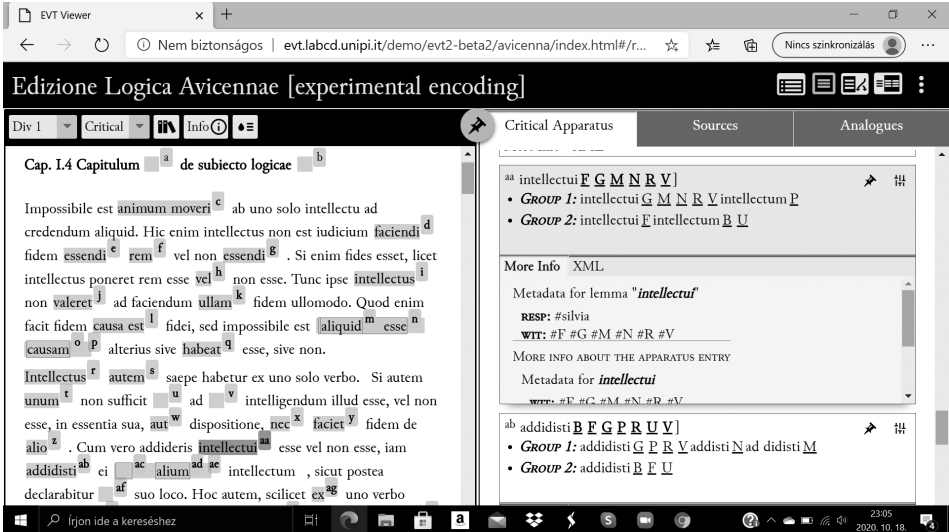 EVT Viewer
Nem biztonságos | evt.labcd.unipi.it/demo/evt2-beta2/avicenna/index.html#/r...
Nincs szinkronizálás
Edizione Logica Avicennae [experimental encoding]
Div 1 Critical Info
Cap. I.4 Capitulum a de subiecto logicae b
Impossibile est animum moveri c ab uno solo intellectu ad
credendum aliquid. Hic enim intellectus non est iudicium faciendi d
fidem essendi e rem f vel non essendi g . Si enim fides esset, licet
intellectus poneret rem esse vel h non esse. Tunc ipse intellectus i
non valeret j ad faciendum ullam k fidem ullomodo. Quod enim
facit fidem causa est l fidei, sed impossibile est aliquid m esse n
causam o p alterius sive habeat q esse, sive non.
Intellectus r autem s saepe habetur ex uno solo verbo. Si autem
unum t non sufficit u ad v intelligendum illud esse, vel non
esse, in essentia sua, aut w dispositione, nec x faciet y fidem de
alio z . Cum vero addideris intellectui aa esse vel non esse, iam
addidisti ab ei ac alium ad ae intellectum , sicut postea
declarabitur af suo loco. Hoc autem, scilicet ex ag uno verbo
Critical Apparatus Sources Analogues
aa intellectui F G M N R V]
• GROUP 1: intellectui G M N R V intellectum P
• GROUP 2: intellectui F intellectum B U
More Info XML
Metadata for lemma "intellectui"
RESP: #silvia
WIT: #F #G #M #N #R #V
MORE INFO ABOUT THE APPARATUS ENTRY
Metadata for intellectui
WIT: #F #G #M #N #R #V
ab addidisti B F G P R U V]
• GROUP 1: addidisti G P R V addisti N ad didisti M
• GROUP 2: addidisti B F U
Írjon ide a kereséshez
23:05
2020. 10. 18.
4